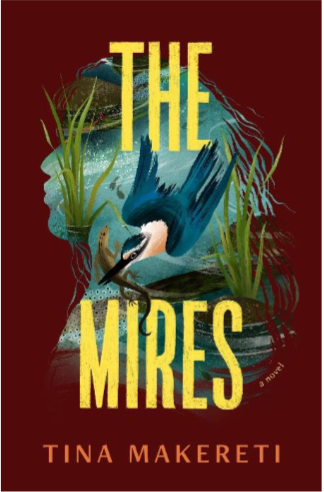 THE
MIRES
a novel
TINA MAKERETI